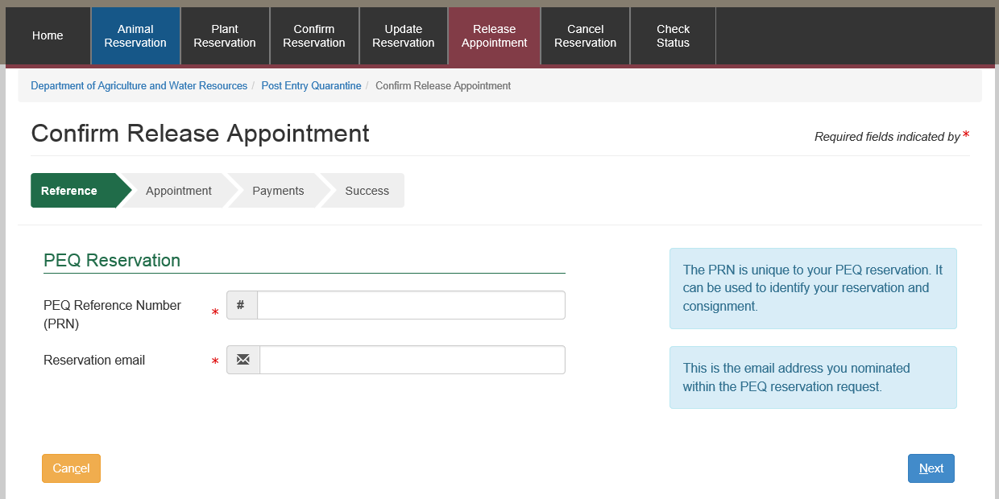 Home
Animal Reservation
Plant Reservation
Confirm Reservation
Update Reservation
Release Appointment
Cancel Reservation
Check Status
Department of Agriculture and Water Resources / Post Entry Quarantine / Confirm Release Appointment
Confirm Release Appointment
Required fields indicated by *
Reference
Appointment
Payments
Success
PEQ Reservation
PEQ Reference Number
(PRN)
*
#
Reservation email
*
The PRN is unique to your PEQ reservation. It
can be used to identify your reservation and
consignment.
This is the email address you nominated
within the PEQ reservation request.
Cancel
Next